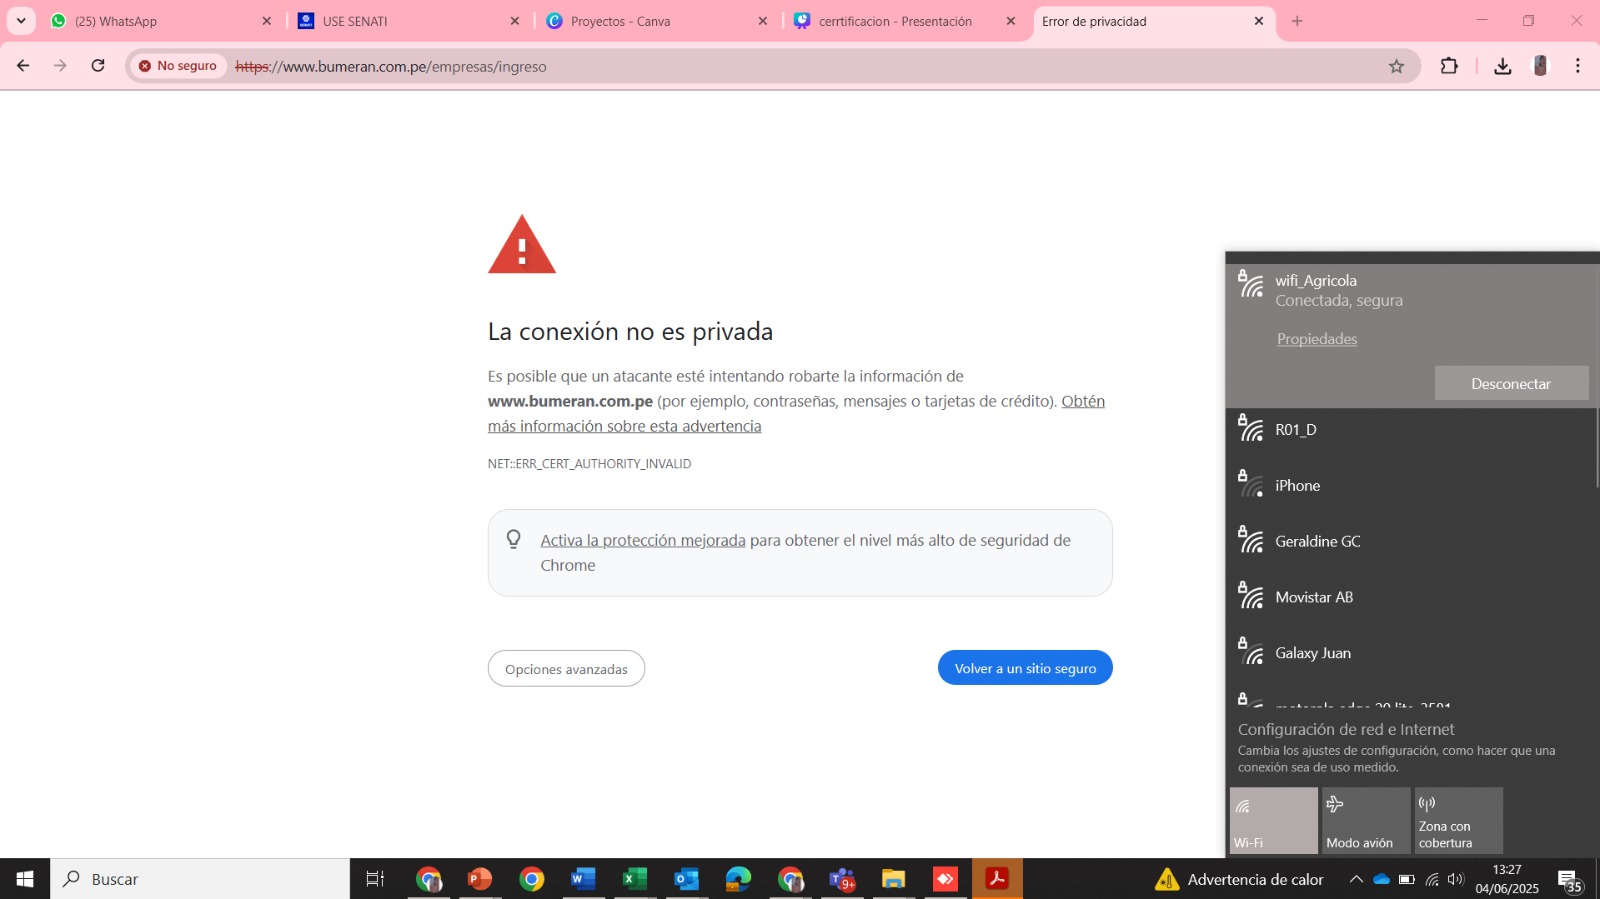 (25) WhatsApp
USE SENATI
Proyectos - Canva
cerrtificacion - Presentación
Error de privacidad
No seguro
https://www.bumeran.com.pe/empresas/ingreso
La conexión no es privada
Es posible que un atacante esté intentando robarte la información de
www.bumeran.com.pe (por ejemplo, contraseñas, mensajes o tarjetas de crédito). Obtén
más información sobre esta advertencia
NET::ERR_CERT_AUTHORITY_INVALID
Activa la protección mejorada para obtener el nivel más alto de seguridad de
Chrome
Opciones avanzadas
Volver a un sitio seguro
wifi_Agricola
Conectada, segura
Propiedades
Desconectar
R01_D
iPhone
Geraldine GC
Movistar AB
Galaxy Juan
Configuración de red e Internet
Cambia los ajustes de configuración, como hacer que una
conexión sea de uso medido.
Wi-Fi
Modo avión
Zona con
cobertura
Buscar
9+
Advertencia de calor
13:27
04/06/2025
35